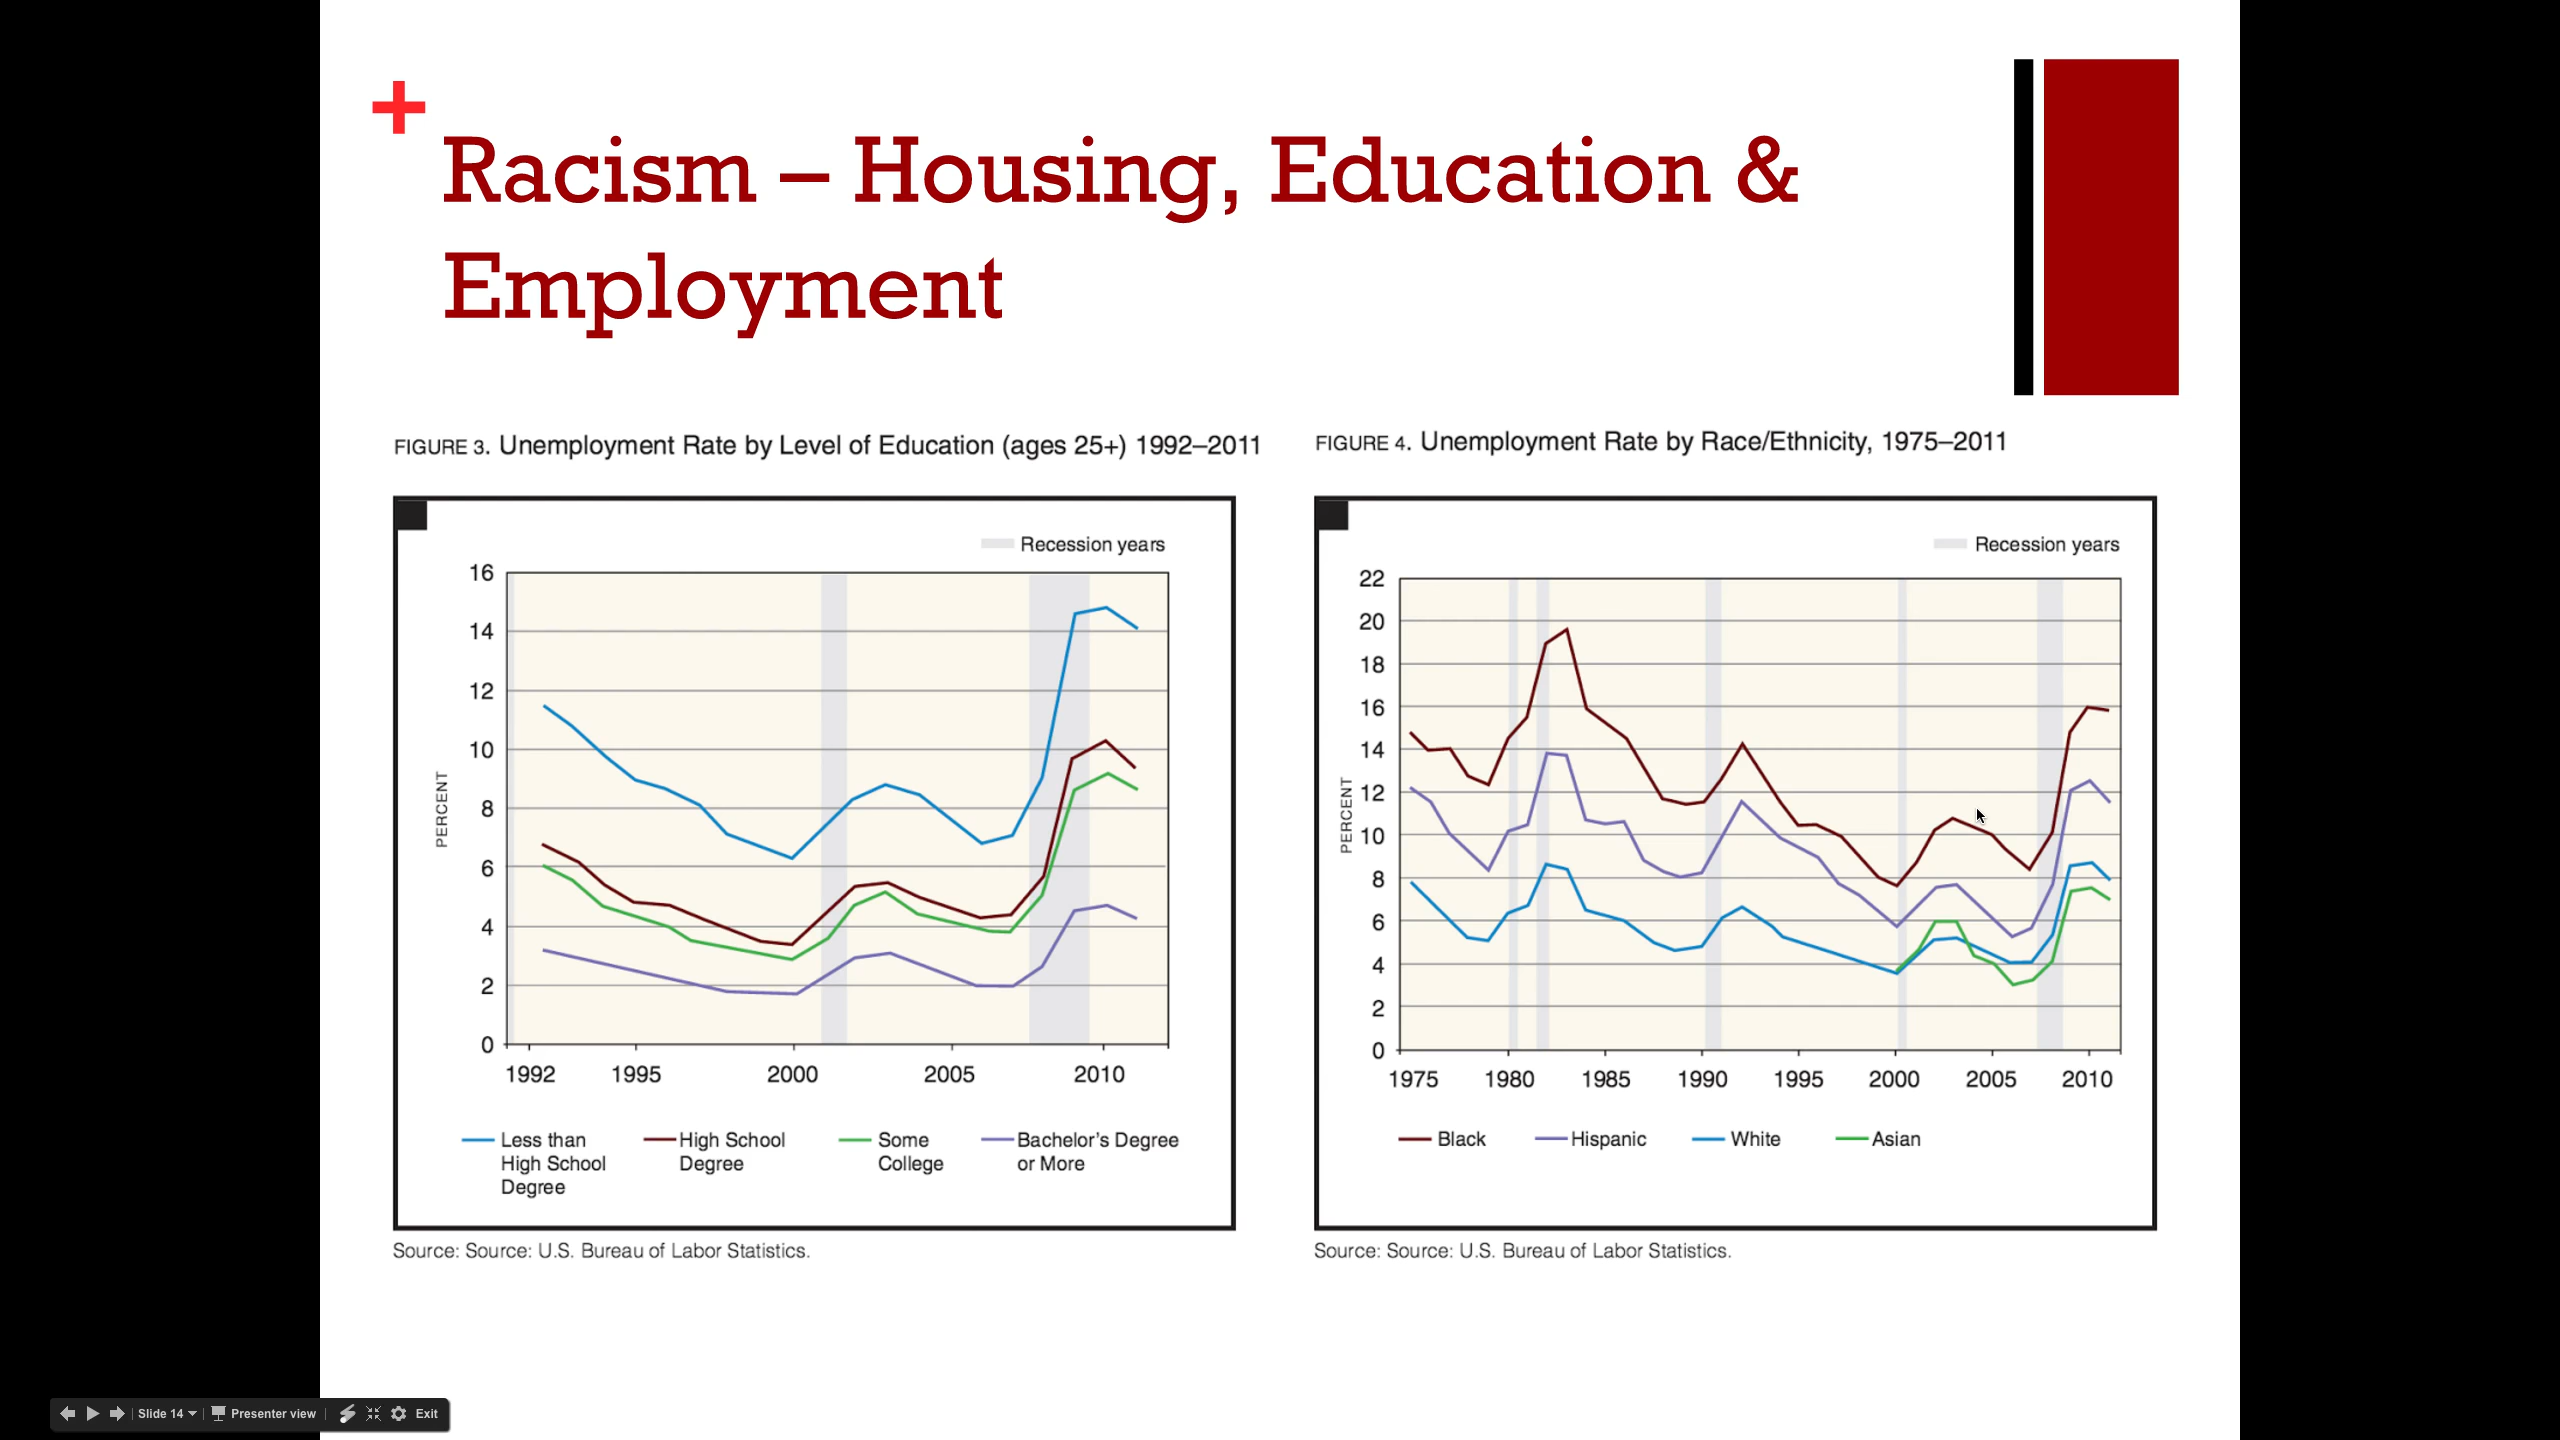 +
Racism – Housing, Education &
Employment
FIGURE 3. Unemployment Rate by Level of Education (ages 25+) 1992–2011
Recession years
16
14
12
10
8
6
4
2
0
PERCENT
1992 1995 2000 2005 2010
Less than High School Degree
High School Degree
Some College
Bachelor's Degree or More
Source: Source: U.S. Bureau of Labor Statistics.
FIGURE 4. Unemployment Rate by Race/Ethnicity, 1975–2011
Recession years
22
20
18
16
14
12
10
8
6
4
2
0
PERCENT
1975 1980 1985 1990 1995 2000 2005 2010
Black Hispanic White Asian
Source: Source: U.S. Bureau of Labor Statistics.
Slide 14 Presenter view Exit